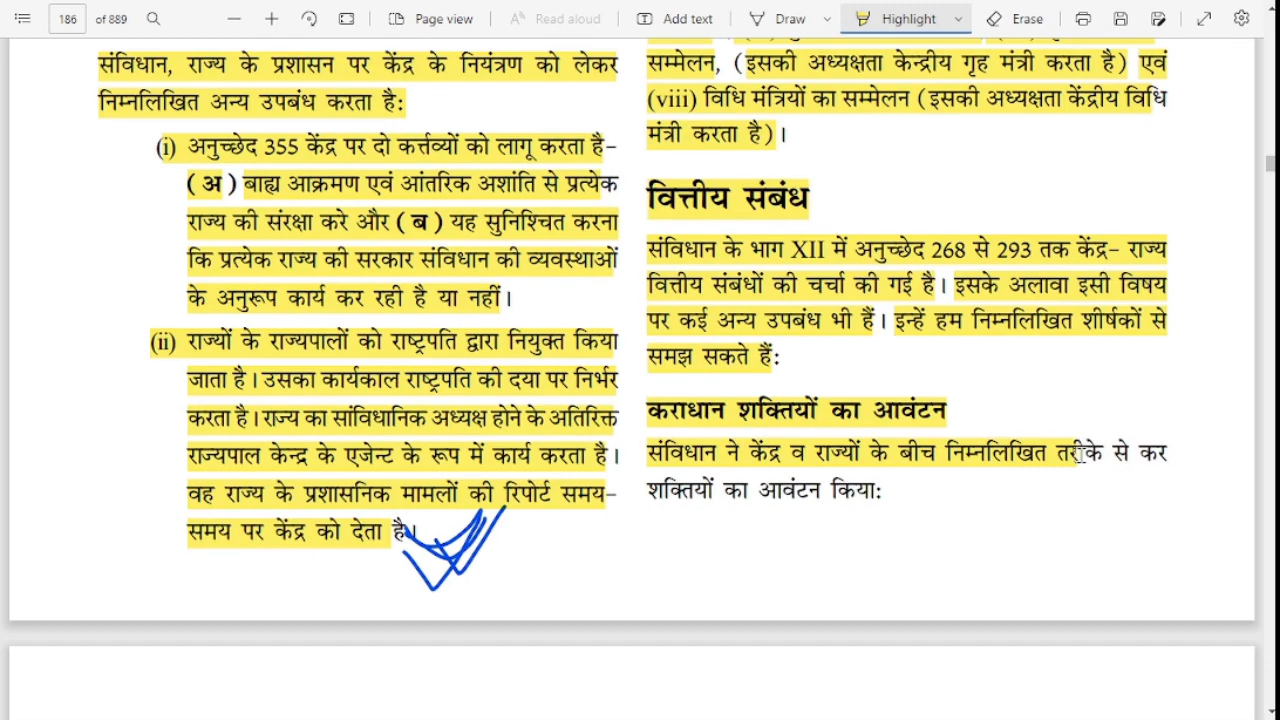 186 of 889
Page view
Read aloud
Add text
Draw
Highlight
Erase
संविधान, राज्य के प्रशासन पर केंद्र के नियंत्रण को लेकर
निम्नलिखित अन्य उपबंध करता है:
(i) अनुच्छेद 355 केंद्र पर दो कर्त्तव्यों को लागू करता है-
(अ) बाह्य आक्रमण एवं आंतरिक अशांति से प्रत्येक
राज्य की संरक्षा करे और (ब) यह सुनिश्चित करना
कि प्रत्येक राज्य की सरकार संविधान की व्यवस्थाओं
के अनुरूप कार्य कर रही है या नहीं।
(ii) राज्यों के राज्यपालों को राष्ट्रपति द्वारा नियुक्त किया
जाता है। उसका कार्यकाल राष्ट्रपति की दया पर निर्भर
करता है। राज्य का सांविधानिक अध्यक्ष होने के अतिरिक्त
राज्यपाल केन्द्र के एजेन्ट के रूप में कार्य करता है।
वह राज्य के प्रशासनिक मामलों की रिपोर्ट समय-
समय पर केंद्र को देता है।
सम्मेलन, (इसकी अध्यक्षता केन्द्रीय गृह मंत्री करता है) एवं
(viii) विधि मंत्रियों का सम्मेलन (इसकी अध्यक्षता केंद्रीय विधि
मंत्री करता है)।
वित्तीय संबंध
संविधान के भाग XII में अनुच्छेद 268 से 293 तक केंद्र- राज्य
वित्तीय संबंधों की चर्चा की गई है। इसके अलावा इसी विषय
पर कई अन्य उपबंध भी हैं। इन्हें हम निम्नलिखित शीर्षकों से
समझ सकते हैं:
कराधान शक्तियों का आवंटन
संविधान ने केंद्र व राज्यों के बीच निम्नलिखित तरीके से कर
शक्तियों का आवंटन किया: